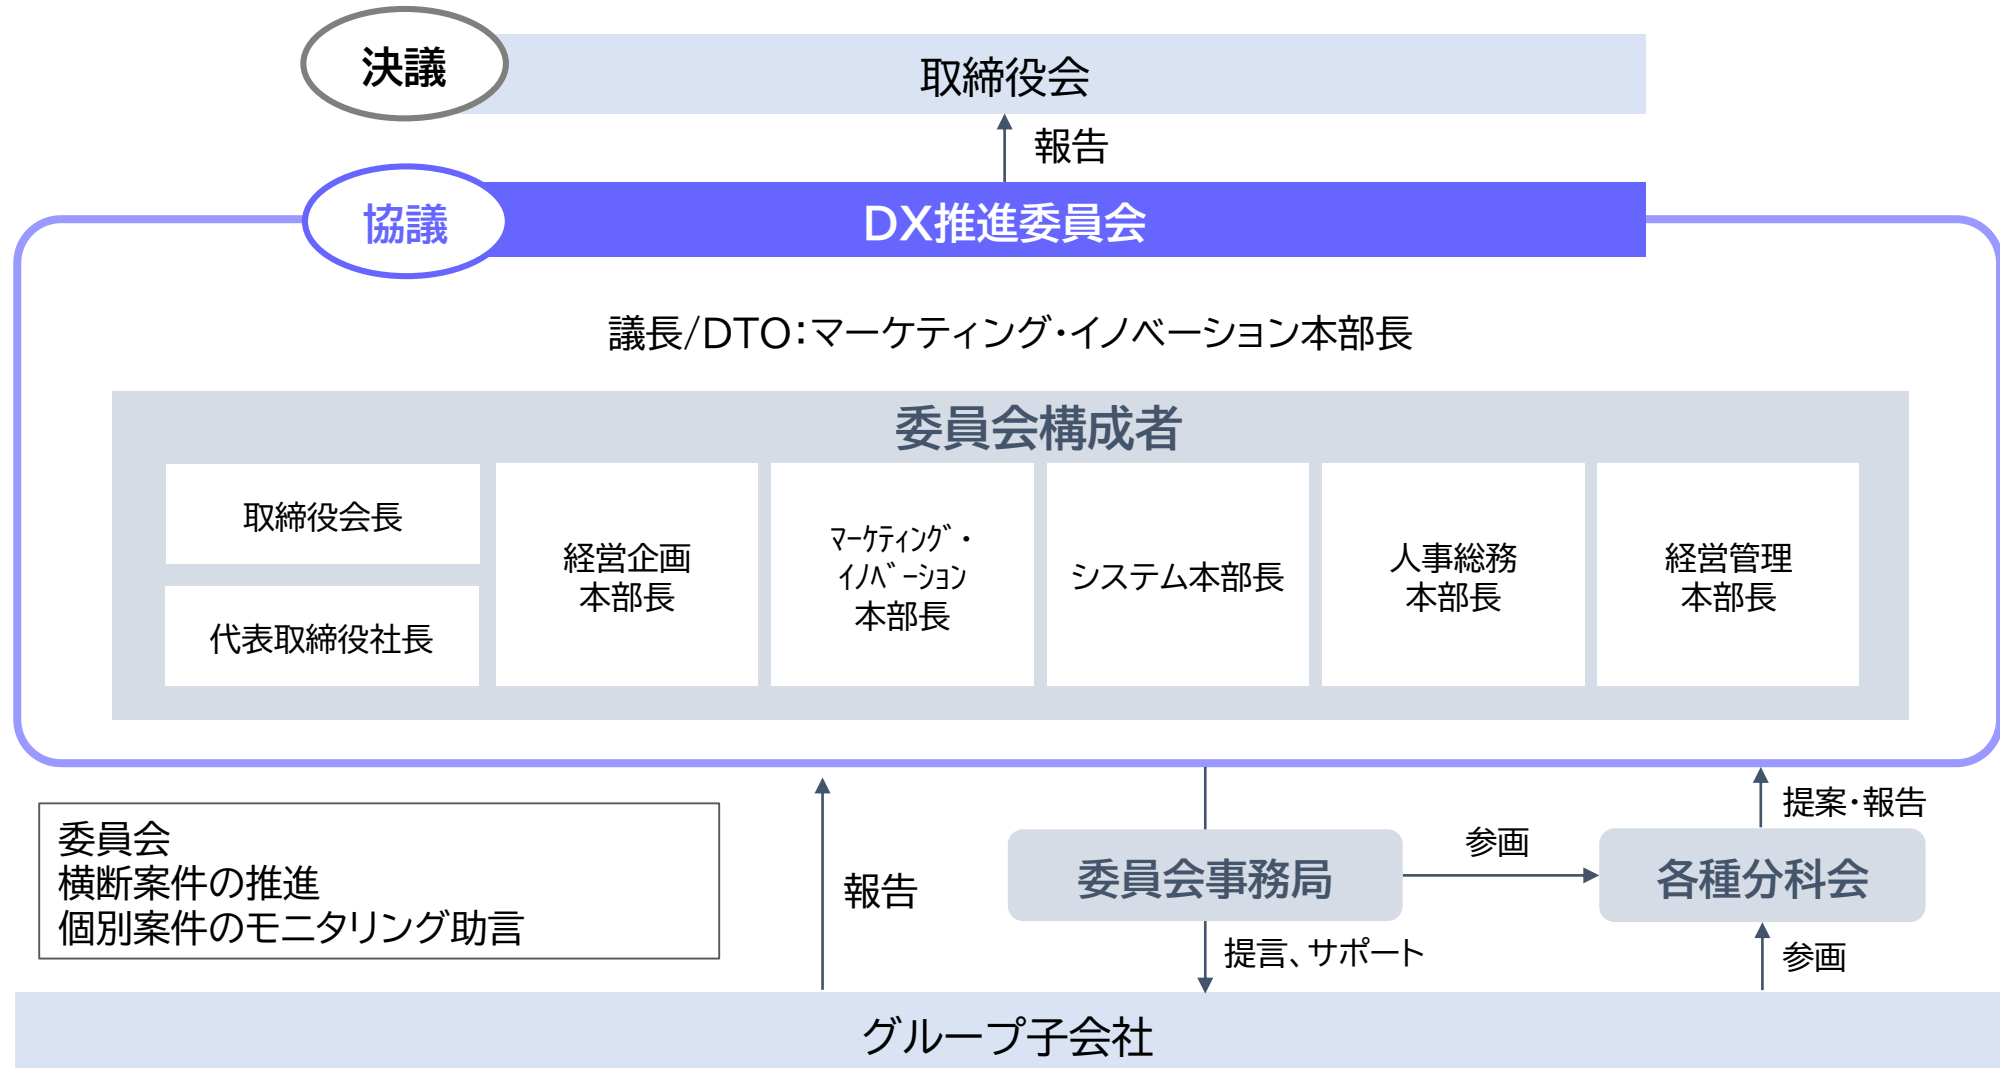 決議
取締役会
報告
協議
DX推進委員会
議長/DTO：マーケティング・イノベーション本部長
委員会構成者
取締役会長
代表取締役社長
経営企画
本部長
ﾏｰｹﾃｨﾝｸﾞ・
ｲﾉﾍﾞｰｼｮﾝ
本部長
システム本部長
人事総務
本部長
経営管理
本部長
委員会
横断案件の推進
個別案件のモニタリング助言
報告
委員会事務局
参画
各種分科会
提案・報告
提言、サポート
参画
グループ子会社